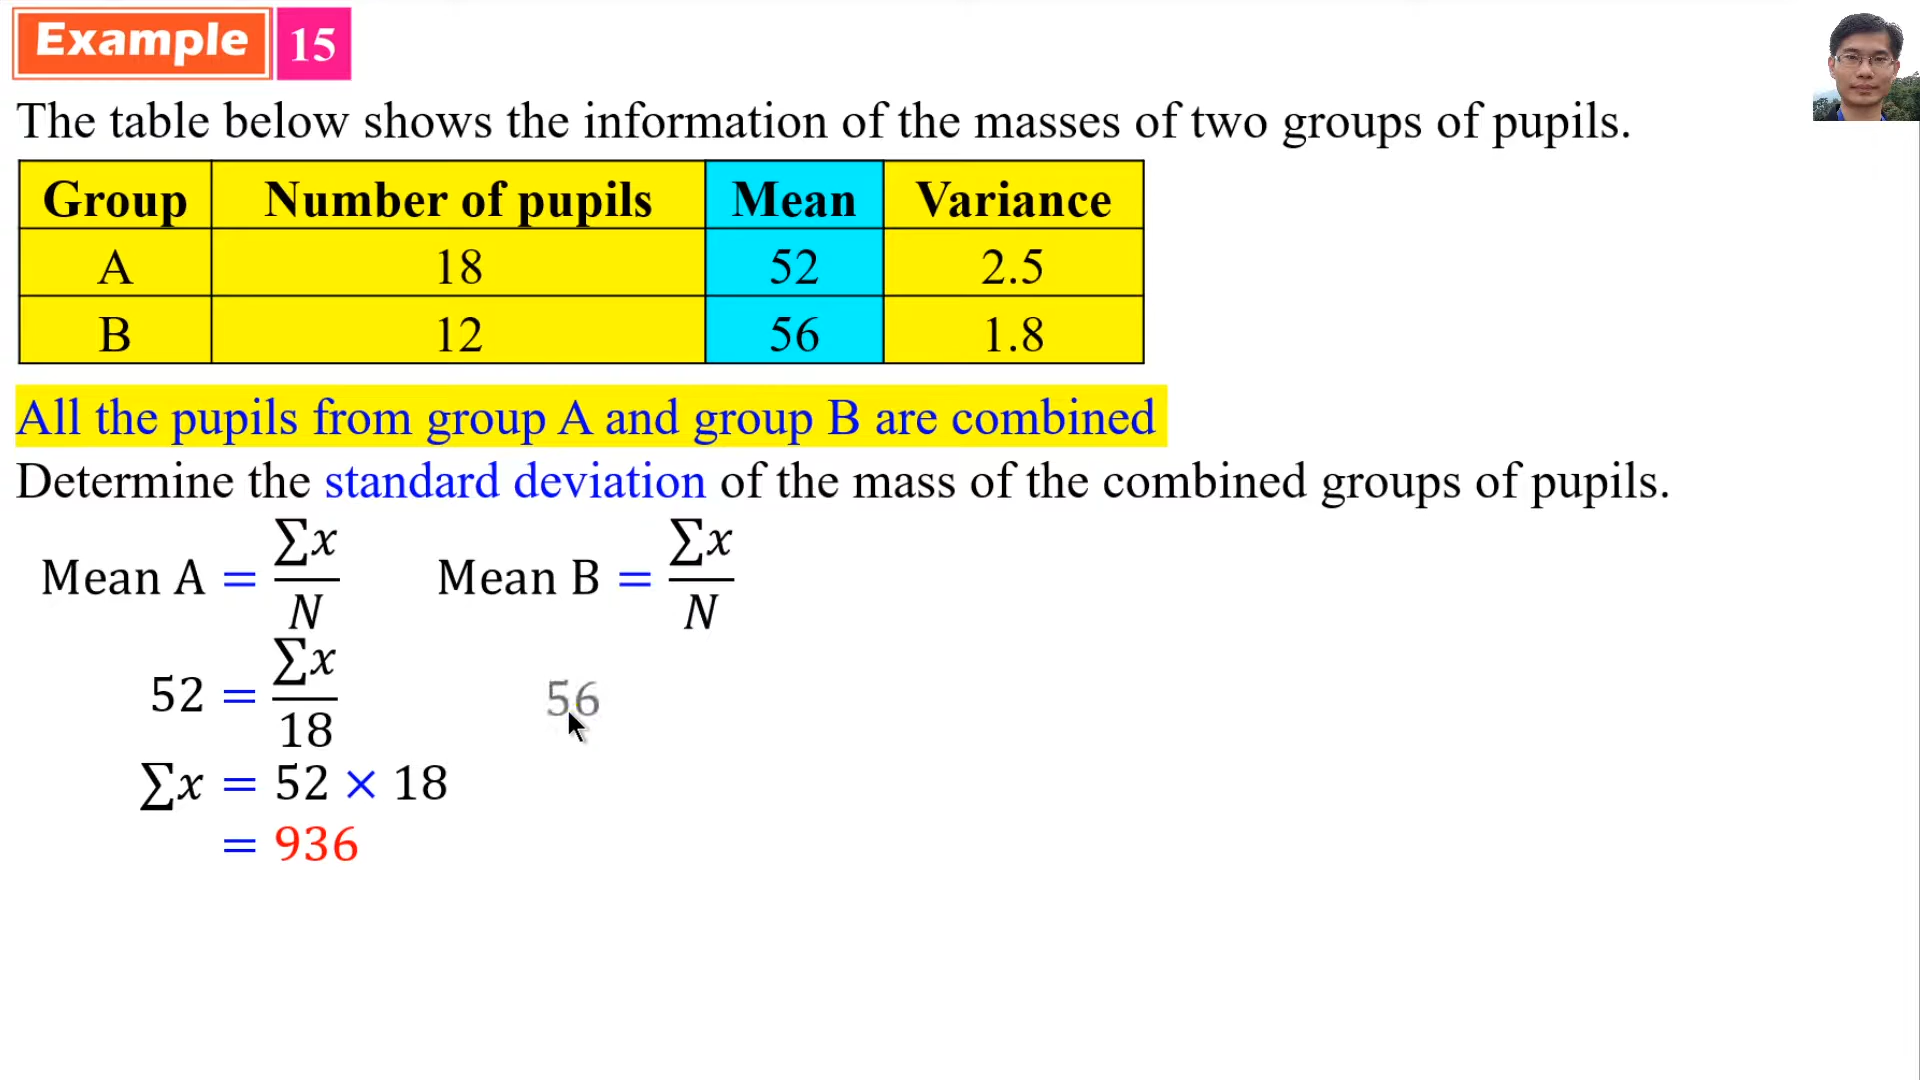 Example 15
The table below shows the information of the masses of two groups of pupils.
Group Number of pupils Mean Variance
A 18 52 2.5
B 12 56 1.8
All the pupils from group A and group B are combined
Determine the standard deviation of the mass of the combined groups of pupils.
Mean A = ∑x/N Mean B = ∑x/N
52 = ∑x/18 56
∑x = 52 × 18
= 936